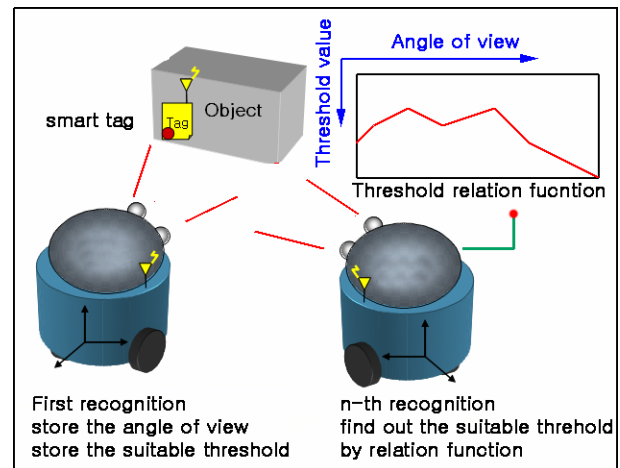 Angle of view
Threshold value
Object
Tag
smart tag
Threshold relation fucntion
First recognition
store the angle of view
store the suitable threshold
n-th recognition
find out the suitable threhold
by relation function